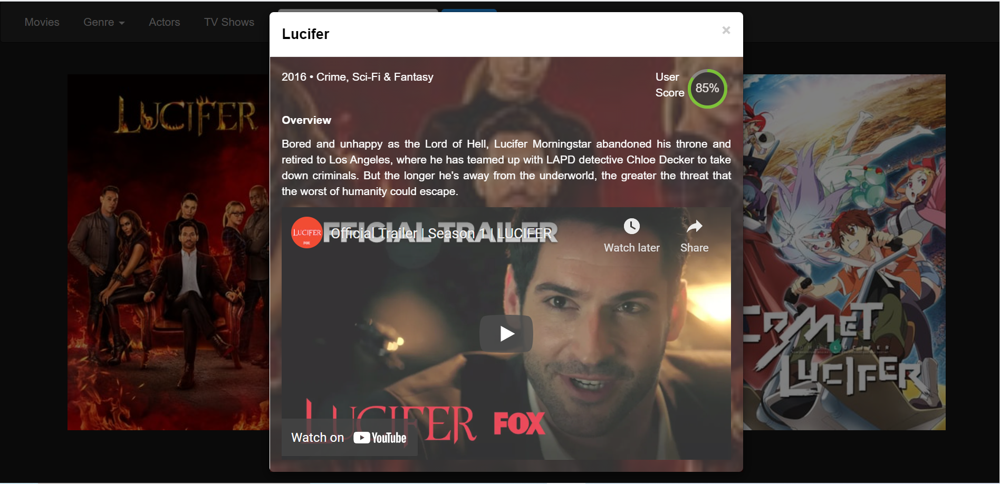 Movies
Genre
Actors
TV Shows
Lucifer
×
2016 • Crime, Sci-Fi & Fantasy
User
Score
85%
Overview
Bored and unhappy as the Lord of Hell, Lucifer Morningstar abandoned his throne and
retired to Los Angeles, where he has teamed up with LAPD detective Chloe Decker to take
down criminals. But the longer he's away from the underworld, the greater the threat that
the worst of humanity could escape.
LUCIFER
FOX
OFFICIAL TRAILER
Official Trailer | Season 1 | LUCIFER
Watch later
Share
LUCIFER FOX
Watch on YouTube
LUCIFER
COMET
LUCIFER